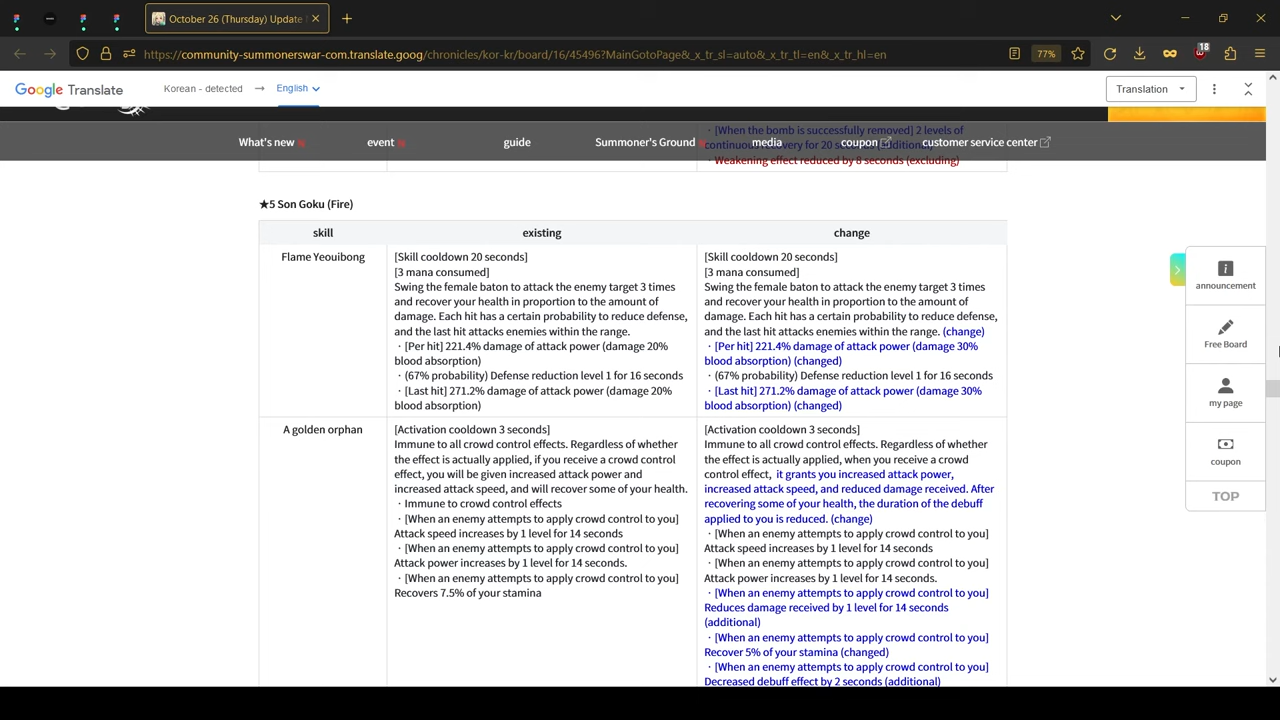 October 26 (Thursday) Update
https://community-summonerswar-com.translate.goog/chronicles/kor-kr/board/16/45496?MainGotoPage&_x_tr_sl=auto&_x_tr_tl=en&_x_tr_hl=en
77%
18
Google Translate
Korean - detected
English
Translation
What's new
event
guide
Summoner's Ground
media
coupon
customer service center
· [When the bomb is successfully removed] 2 levels of
continuous recovery for 20 seconds (additional)
· Weakening effect reduced by 8 seconds (excluding)
★5 Son Goku (Fire)
skill
existing
change
Flame Yeouibong
[Skill cooldown 20 seconds]
[3 mana consumed]
Swing the female baton to attack the enemy target 3 times
and recover your health in proportion to the amount of
damage. Each hit has a certain probability to reduce defense,
and the last hit attacks enemies within the range.
· [Per hit] 221.4% damage of attack power (damage 20%
blood absorption)
· (67% probability) Defense reduction level 1 for 16 seconds
· [Last hit] 271.2% damage of attack power (damage 20%
blood absorption)
[Skill cooldown 20 seconds]
[3 mana consumed]
Swing the female baton to attack the enemy target 3 times
and recover your health in proportion to the amount of
damage. Each hit has a certain probability to reduce defense,
and the last hit attacks enemies within the range. (change)
· [Per hit] 221.4% damage of attack power (damage 30%
blood absorption) (changed)
· (67% probability) Defense reduction level 1 for 16 seconds
· [Last hit] 271.2% damage of attack power (damage 30%
blood absorption) (changed)
A golden orphan
[Activation cooldown 3 seconds]
Immune to all crowd control effects. Regardless of whether
the effect is actually applied, if you receive a crowd control
effect, you will be given increased attack power and
increased attack speed, and will recover some of your health.
· Immune to crowd control effects
· [When an enemy attempts to apply crowd control to you]
Attack speed increases by 1 level for 14 seconds
· [When an enemy attempts to apply crowd control to you]
Attack power increases by 1 level for 14 seconds.
· [When an enemy attempts to apply crowd control to you]
Recovers 7.5% of your stamina
[Activation cooldown 3 seconds]
Immune to all crowd control effects. Regardless of whether
the effect is actually applied, when you receive a crowd
control effect, it grants you increased attack power,
increased attack speed, and reduced damage received. After
recovering some of your health, the duration of the debuff
applied to you is reduced. (change)
· [When an enemy attempts to apply crowd control to you]
Attack speed increases by 1 level for 14 seconds
· [When an enemy attempts to apply crowd control to you]
Attack power increases by 1 level for 14 seconds.
· [When an enemy attempts to apply crowd control to you]
Reduces damage received by 1 level for 14 seconds
(additional)
· [When an enemy attempts to apply crowd control to you]
Recover 5% of your stamina (changed)
· [When an enemy attempts to apply crowd control to you]
Decreased debuff effect by 2 seconds (additional)
announcement
Free Board
my page
coupon
TOP